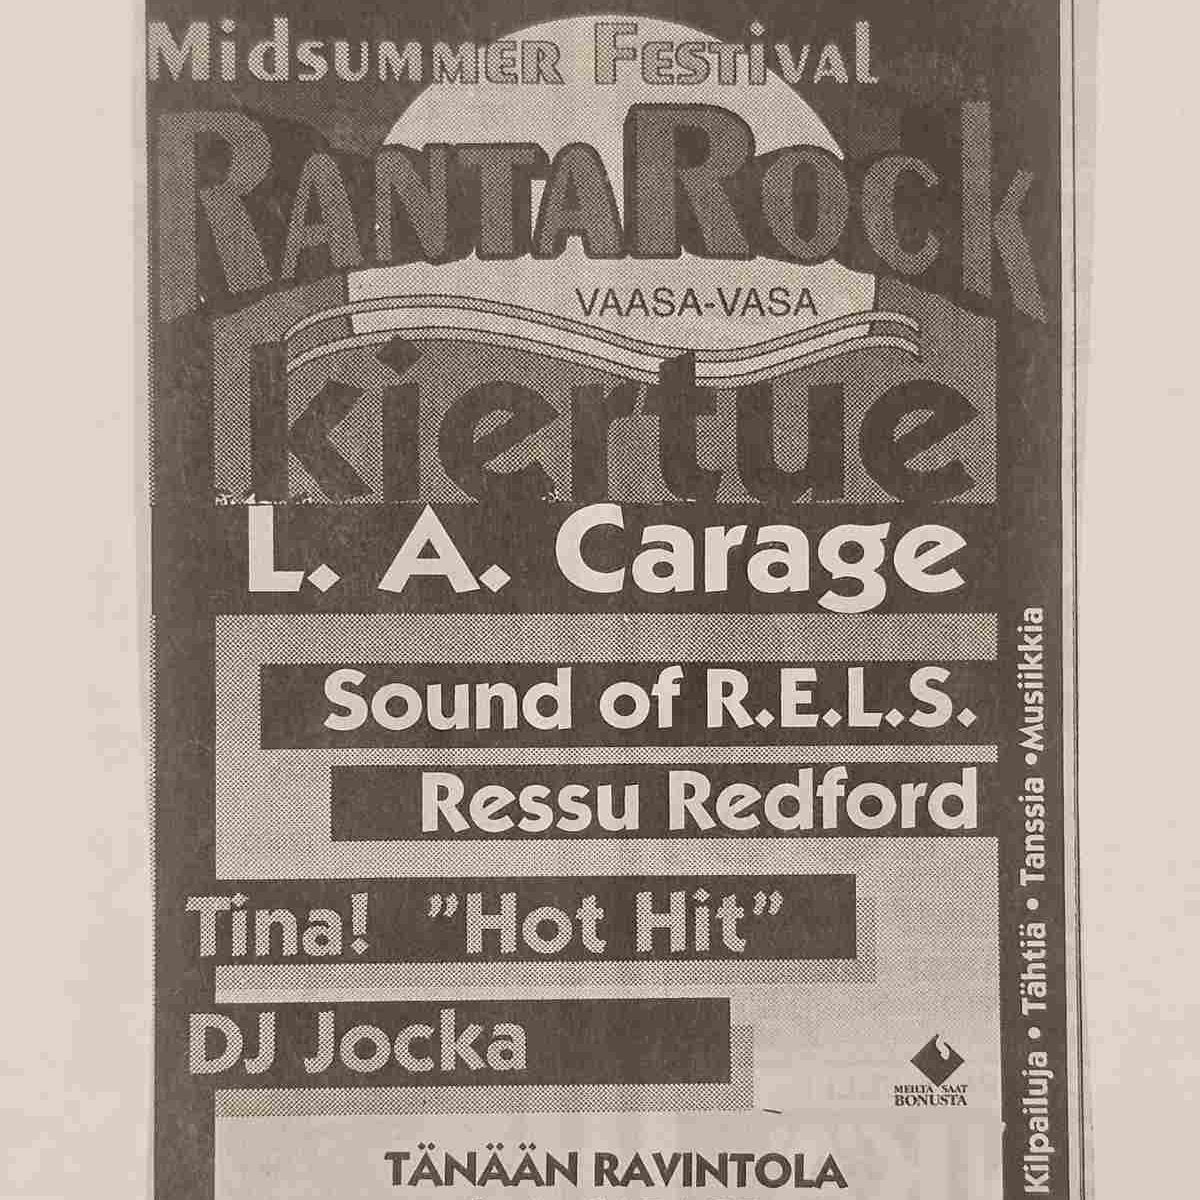 Midsummer Festival
RantaRock
VAASA-VASA
kiertue
L. A. Carage
Sound of R.E.L.S.
Ressu Redford
Tina! "Hot Hit"
DJ Jocka
MEILTÄ SAAT
BONUSTA
TÄNÄÄN RAVINTOLA
Kilpailuja • Tähtiä • Tanssia •Musiikkia